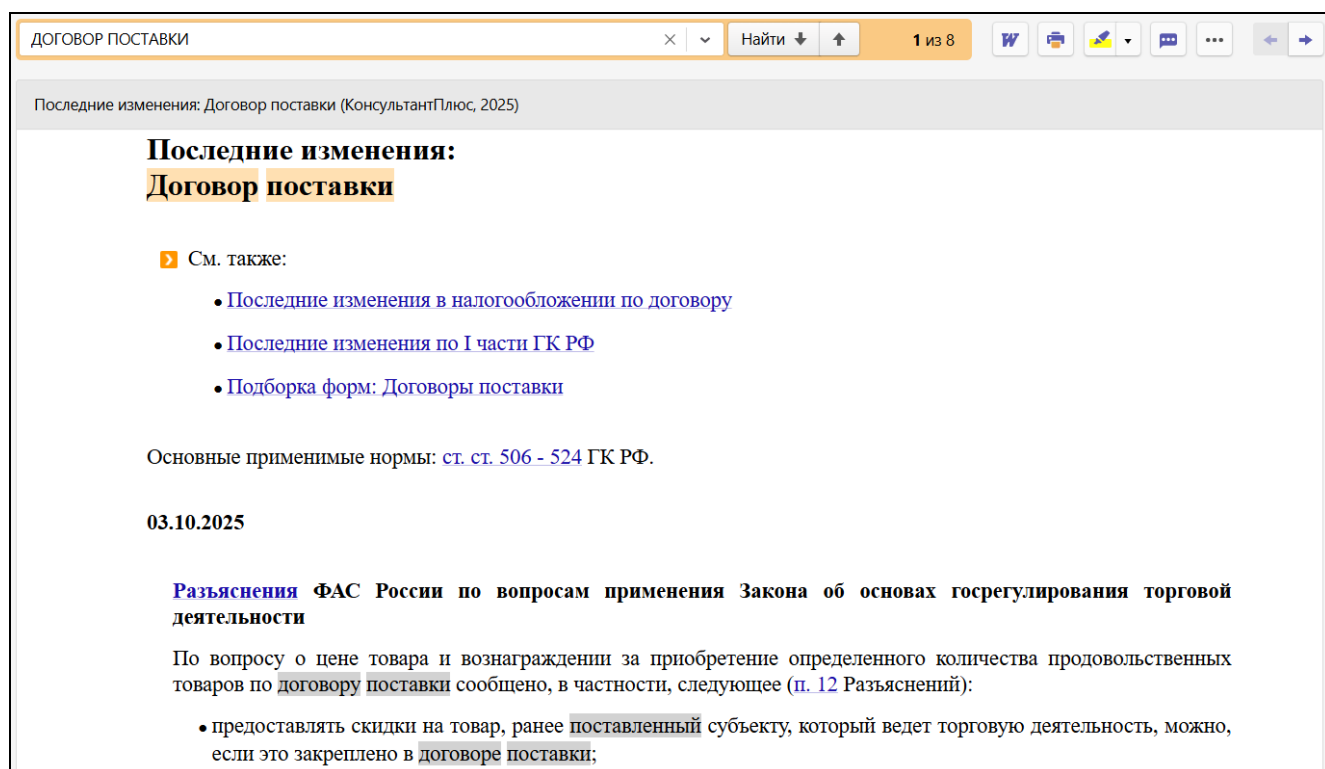 ДОГОВОР ПОСТАВКИ
Найти
1 из 8
W
Последние изменения: Договор поставки (КонсультантПлюс, 2025)
Последние изменения:
Договор поставки
См. также:
Последние изменения в налогообложении по договору
Последние изменения по I части ГК РФ
Подборка форм: Договоры поставки
Основные применимые нормы: ст. ст. 506 - 524 ГК РФ.
03.10.2025
Разъяснения ФАС России по вопросам применения Закона об основах госрегулирования торговой
деятельности
По вопросу о цене товара и вознаграждении за приобретение определенного количества продовольственных
товаров по договору поставки сообщено, в частности, следующее (п. 12 Разъяснений):
предоставлять скидки на товар, ранее поставленный субъекту, который ведет торговую деятельность, можно,
если это закреплено в договоре поставки;